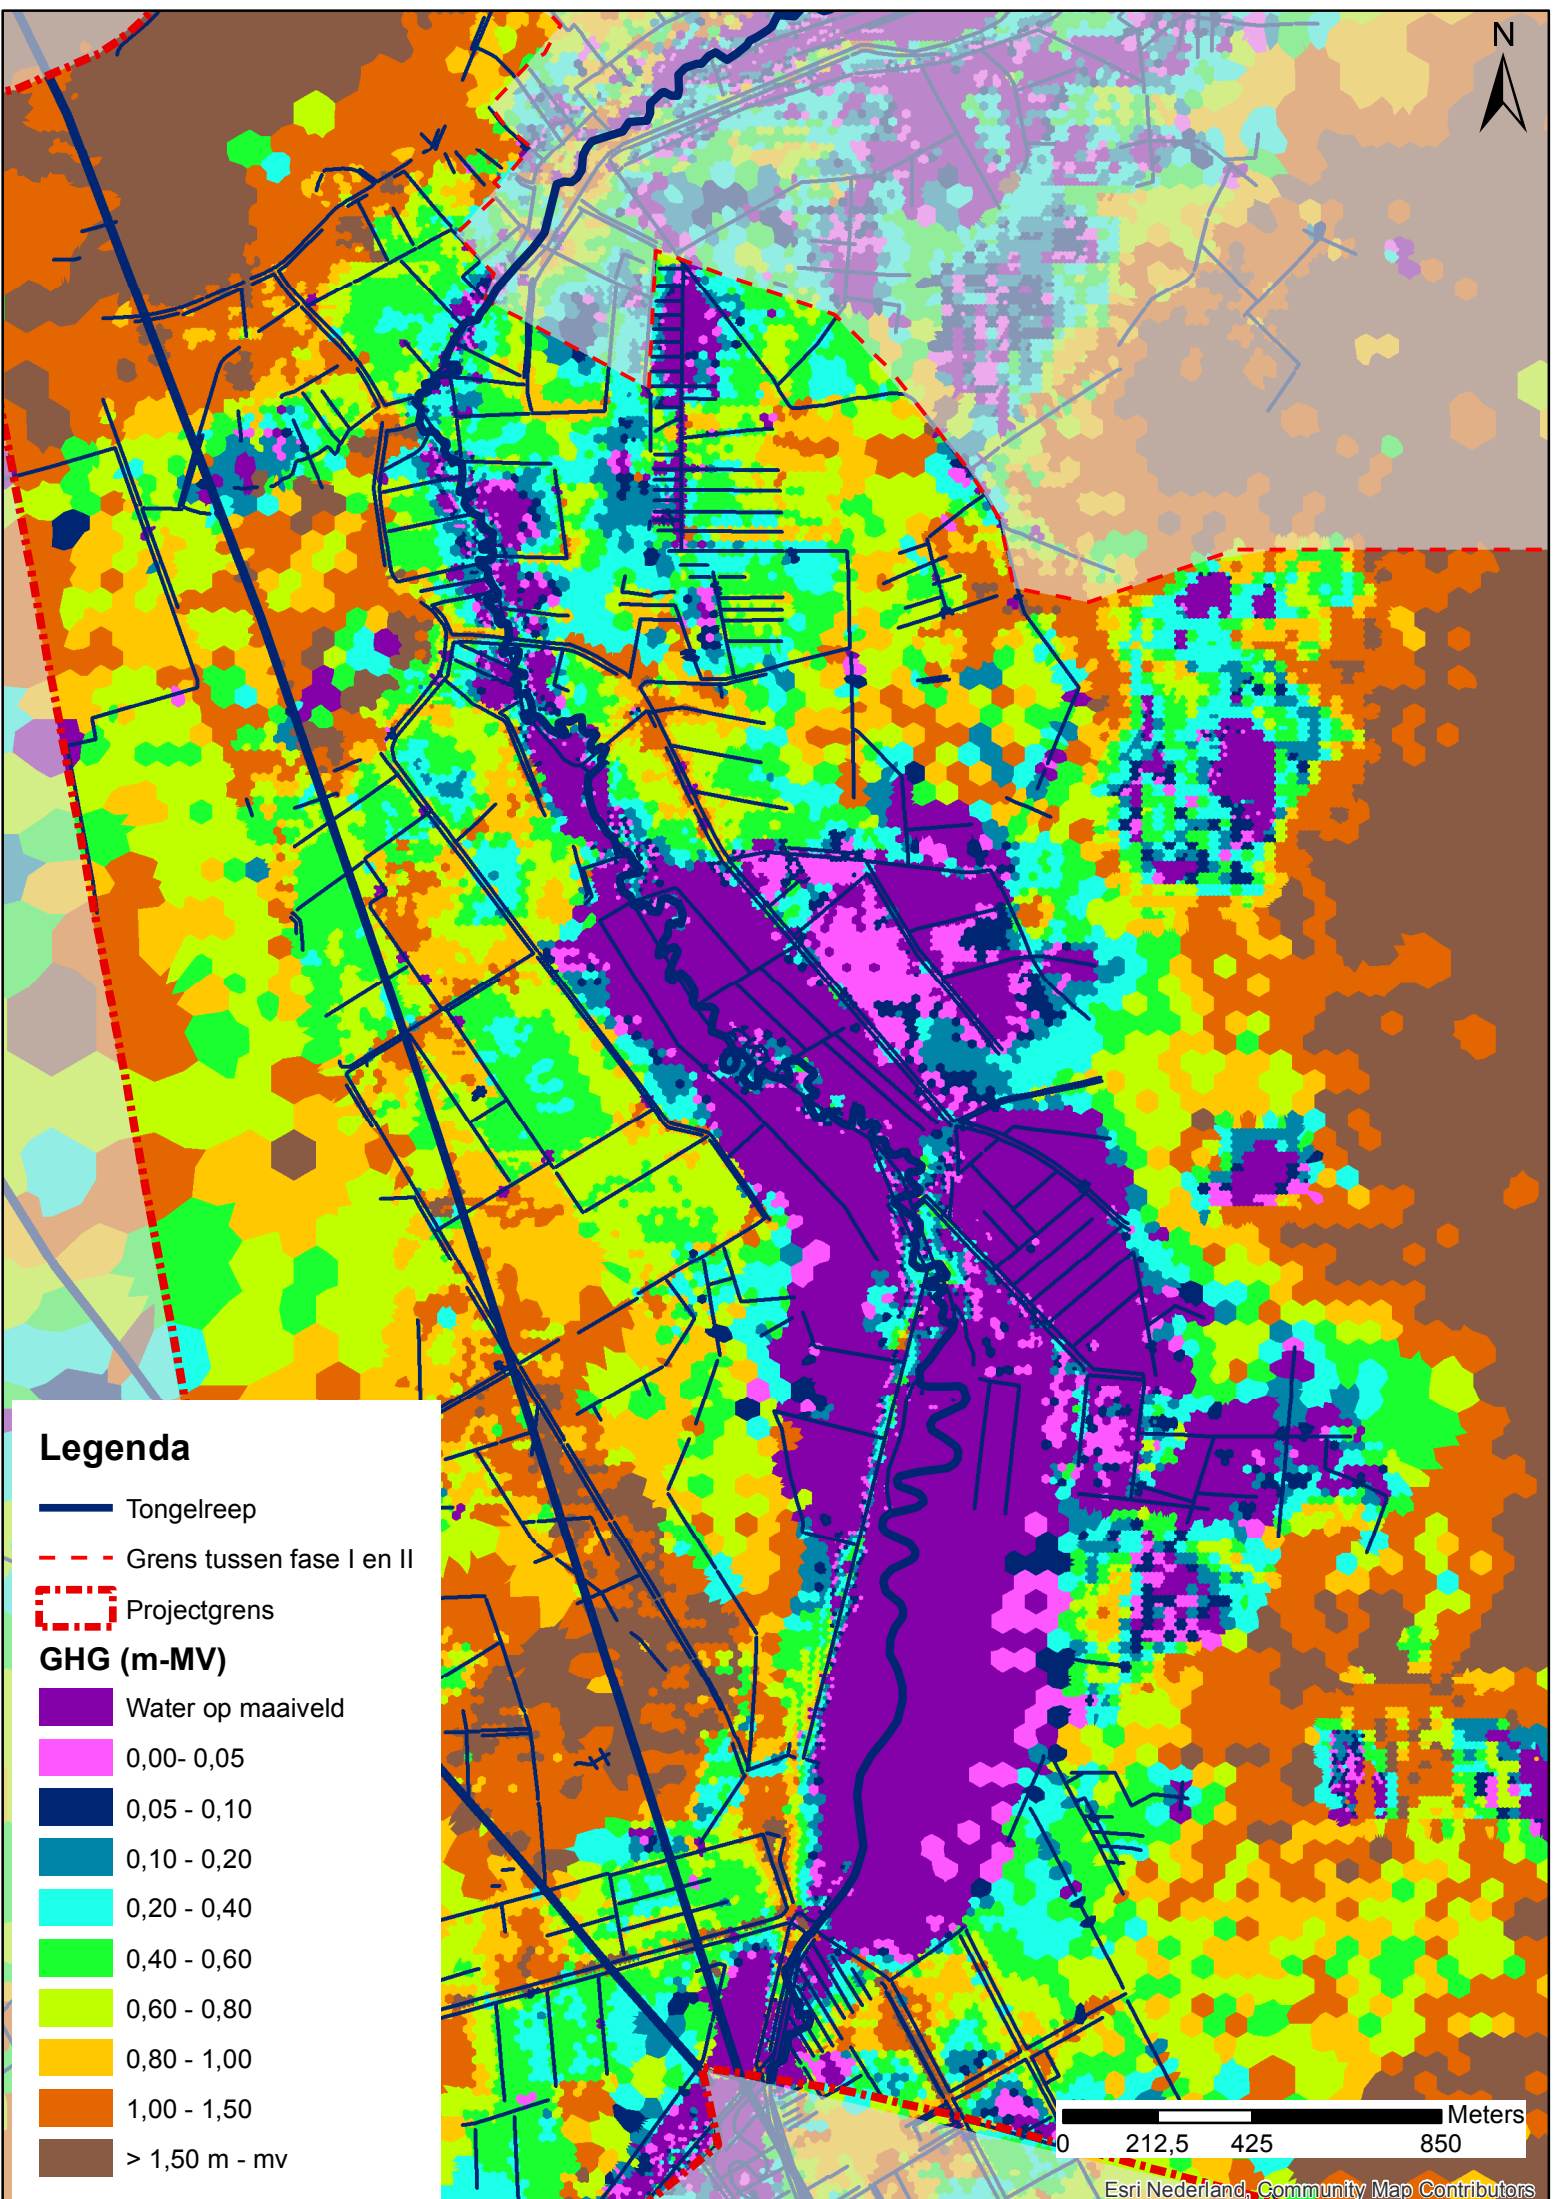 N
Legenda
Tongelreep
Grens tussen fase I en II
Projectgrens
GHG (m-MV)
Water op maaiveld
0,00- 0,05
0,05 - 0,10
0,10 - 0,20
0,20 - 0,40
0,40 - 0,60
0,60 - 0,80
0,80 - 1,00
1,00 - 1,50
> 1,50 m - mv
Meters
0 212,5 425 850
Esri Nederland, Community Map Contributors